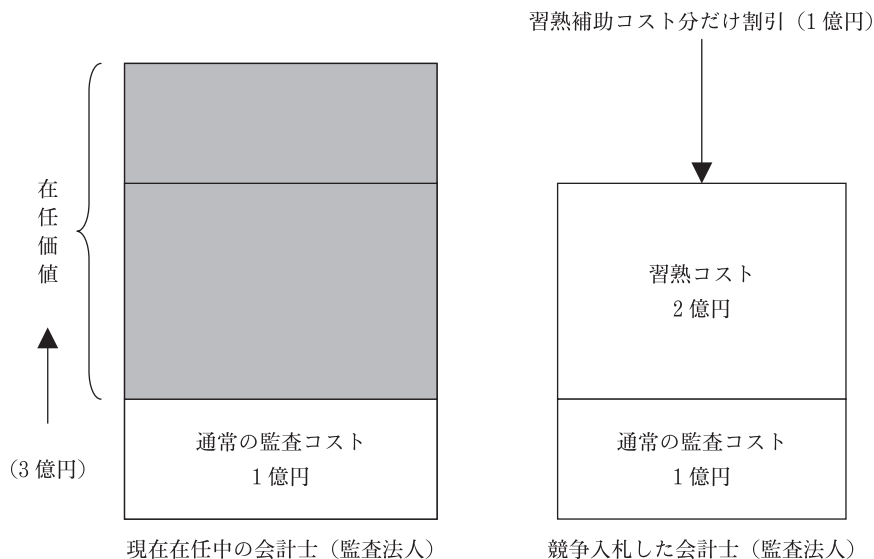 習熟補助コスト分だけ割引（1億円）
在任価値
（3億円）
通常の監査コスト
1億円
現在在任中の会計士（監査法人）
習熟コスト
2億円
通常の監査コスト
1億円
競争入札した会計士（監査法人）